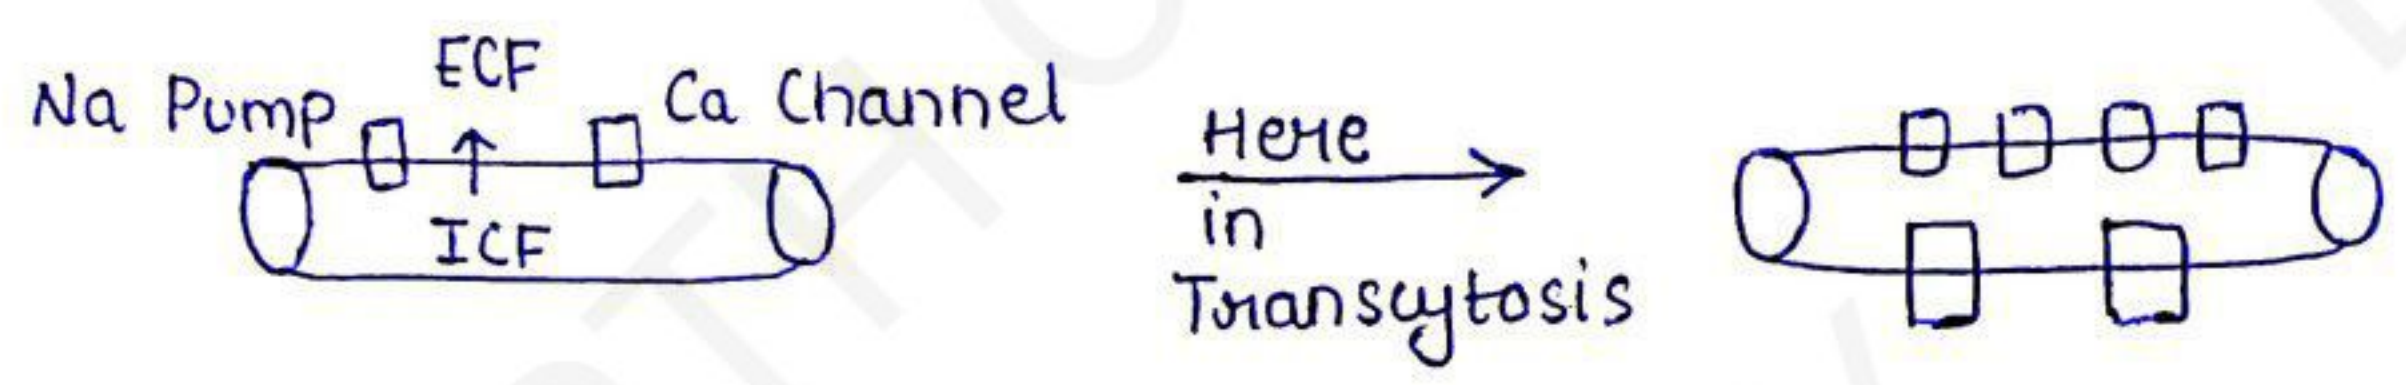 ECF
Na Pump
Ca Channel
ICF
Here
in
Transcytosis